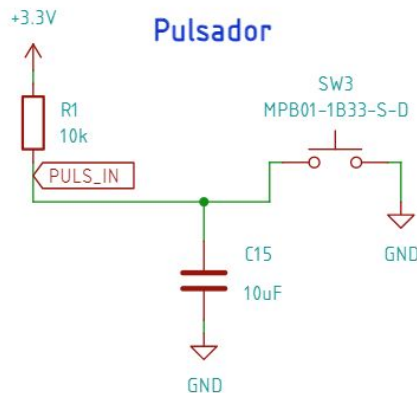 +3.3V
Pulsador
SW3
MPB01-1B33-S-D
R1
10k
PULS_IN
C15
10uF
GND
GND